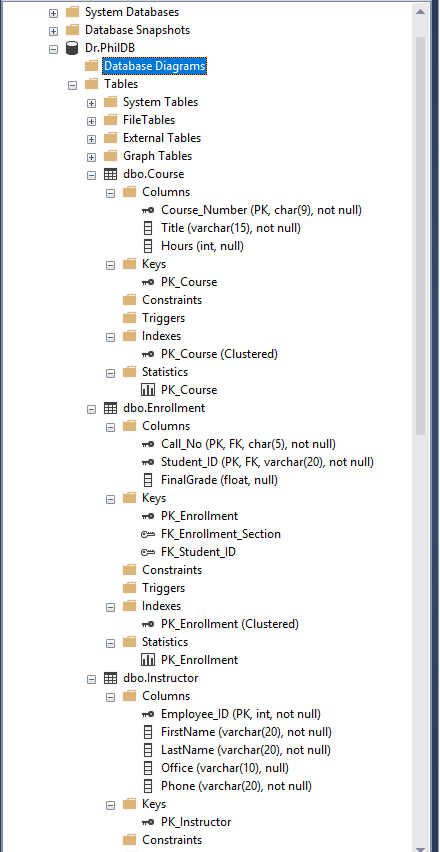 System Databases
Database Snapshots
Dr.PhilDB
Database Diagrams
Tables
System Tables
FileTables
External Tables
Graph Tables
dbo.Course
Columns
Course_Number (PK, char(9), not null)
Title (varchar(15), not null)
Hours (int, null)
Keys
PK_Course
Constraints
Triggers
Indexes
PK_Course (Clustered)
Statistics
PK_Course
dbo.Enrollment
Columns
Call_No (PK, FK, char(5), not null)
Student_ID (PK, FK, varchar(20), not null)
FinalGrade (float, null)
Keys
PK_Enrollment
FK_Enrollment_Section
FK_Student_ID
Constraints
Triggers
Indexes
PK_Enrollment (Clustered)
Statistics
PK_Enrollment
dbo.Instructor
Columns
Employee_ID (PK, int, not null)
FirstName (varchar(20), not null)
LastName (varchar(20), not null)
Office (varchar(10), null)
Phone (varchar(20), not null)
Keys
PK_Instructor
Constraints